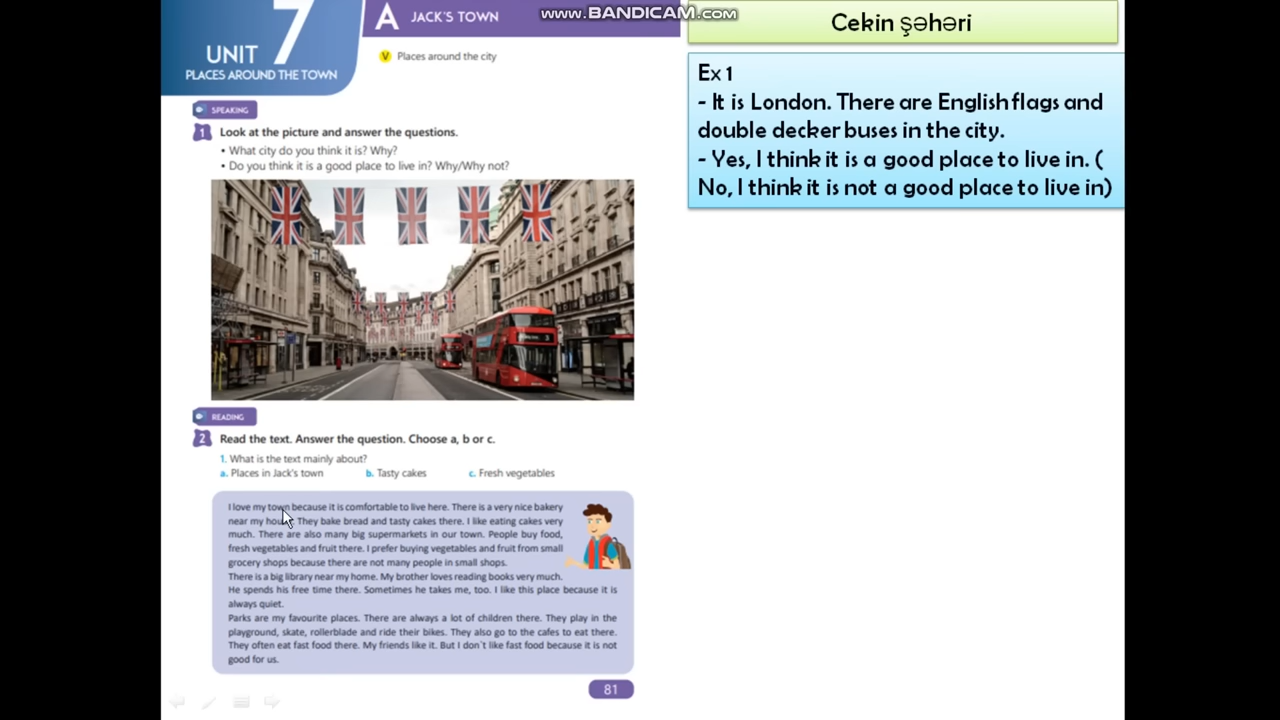 www.BANDICAM.com
UNIT 7
PLACES AROUND THE TOWN
A JACK'S TOWN
V Places around the city
SPEAKING
1 Look at the picture and answer the questions.
• What city do you think it is? Why?
• Do you think it is a good place to live in? Why/Why not?
READING
2 Read the text. Answer the question. Choose a, b or c.
1. What is the text mainly about?
a. Places in Jack's town b. Tasty cakes c. Fresh vegetables
I love my town because it is comfortable to live here. There is a very nice bakery
near my house. They bake bread and tasty cakes there. I like eating cakes very
much. There are also many big supermarkets in our town. People buy food,
fresh vegetables and fruit there. I prefer buying vegetables and fruit from small
grocery shops because there are not many people in small shops.
There is a big library near my home. My brother loves reading books very much.
He spends his free time there. Sometimes he takes me, too. I like this place because it is
always quiet.
Parks are my favourite places. There are always a lot of children there. They play in the
playground, skate, rollerblade and ride their bikes. They also go to the cafes to eat there.
They often eat fast food there. My friends like it. But I don`t like fast food because it is not
good for us.
81
Cekin şəhəri
Ex 1
- It is London. There are English flags and
double decker buses in the city.
- Yes, I think it is a good place to live in. (
No, I think it is not a good place to live in)